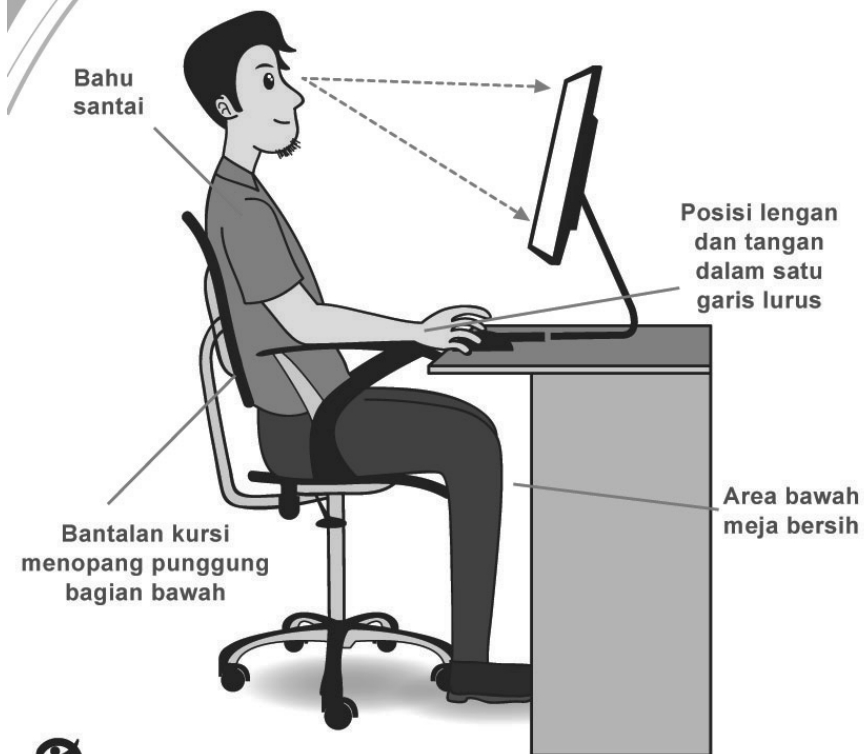 Bahu
santai
Posisi lengan
dan tangan
dalam satu
garis lurus
Area bawah
meja bersih
Bantalan kursi
menopang punggung
bagian bawah